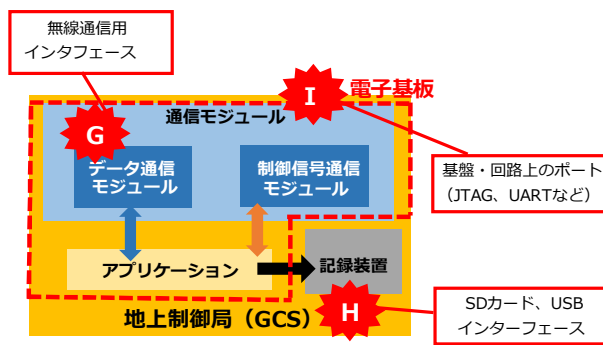 無線通信用
インタフェース
I
電子基板
通信モジュール
G
データ通信
モジュール
制御信号通信
モジュール
基盤・回路上のポート
（JTAG、UARTなど）
アプリケーション
記録装置
地上制御局（GCS）
H
SDカード、USB
インターフェース